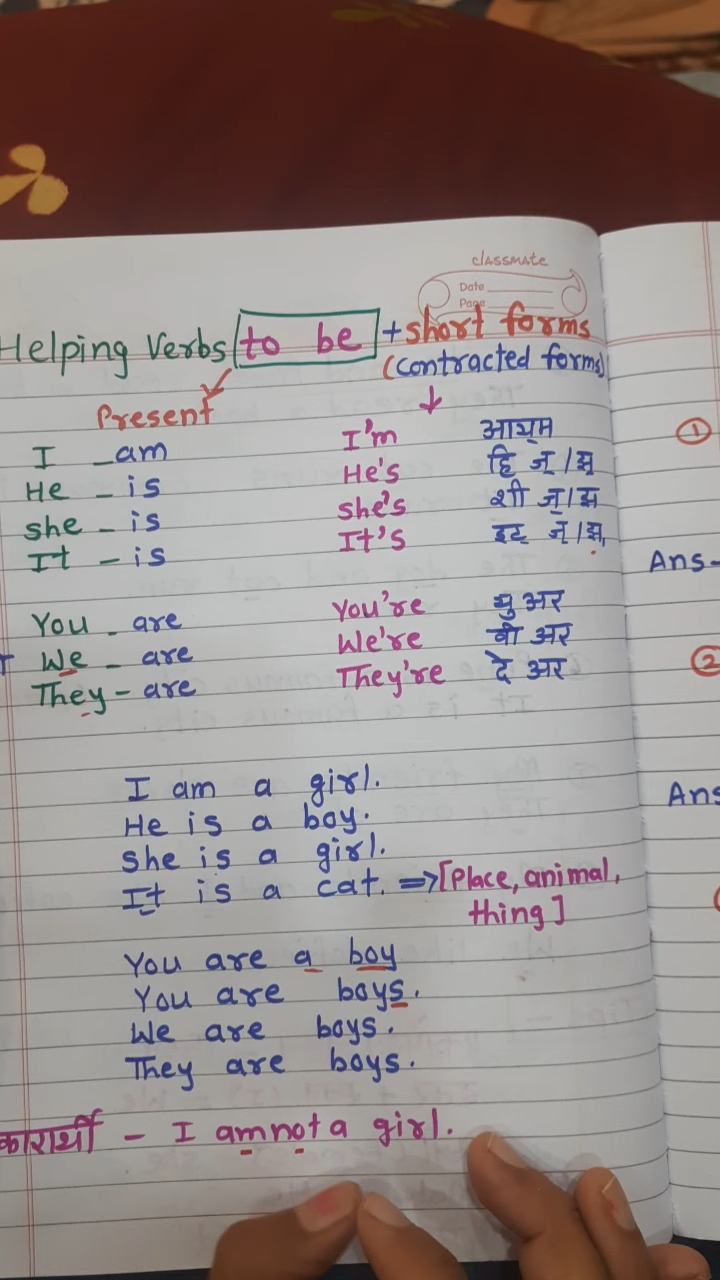 classmate
Date
Page
Helping Verbs to be + short forms
(contracted forms)
Present
I - am I'm आयम
He - is He's हि ज् / झ्
she - is she's शी ज् / झ
It - is It's इट ज् / झ्
Ans-
You - are You're यु अर
We - are We're वी अर
They - are They're दे अर
①
②
I am a girl.
He is a boy.
She is a girl.
It is a cat. ⇒ [Place, animal,
thing]
Ans
You are a boy
You are boys.
We are boys.
They are boys.
कारार्थी - I am not a girl.